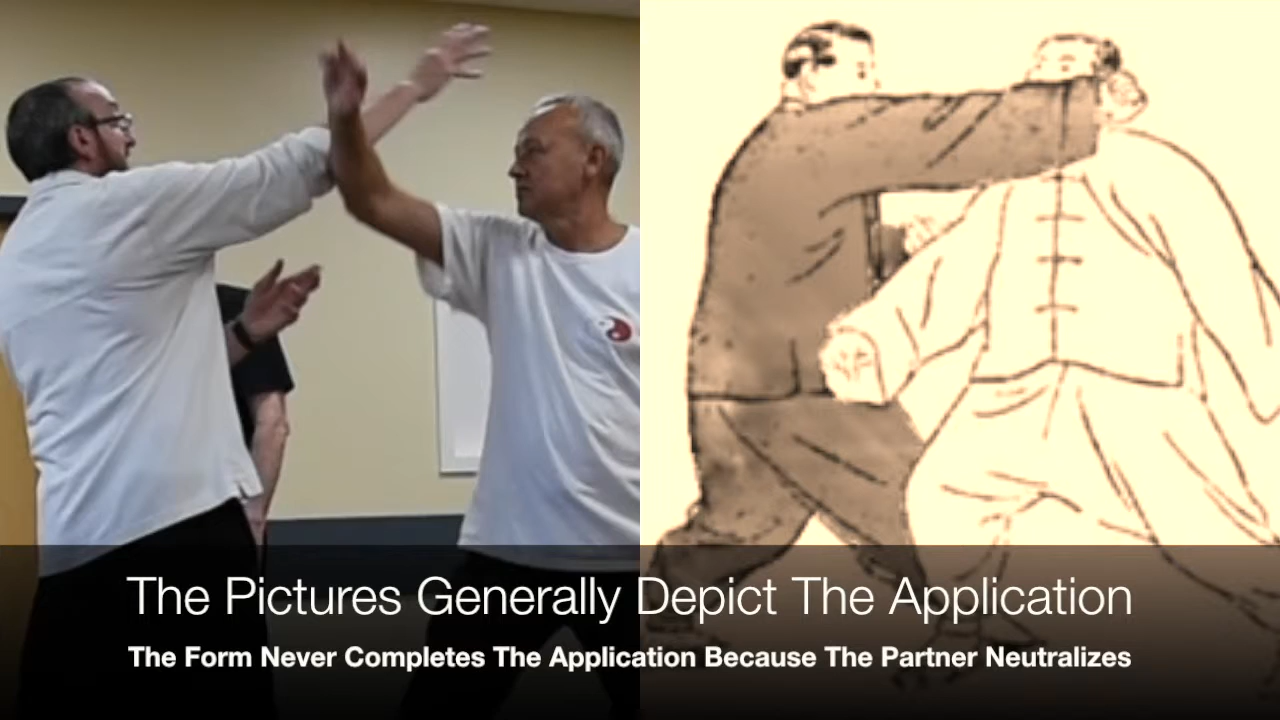 The Pictures Generally Depict The Application
The Form Never Completes The Application Because The Partner Neutralizes